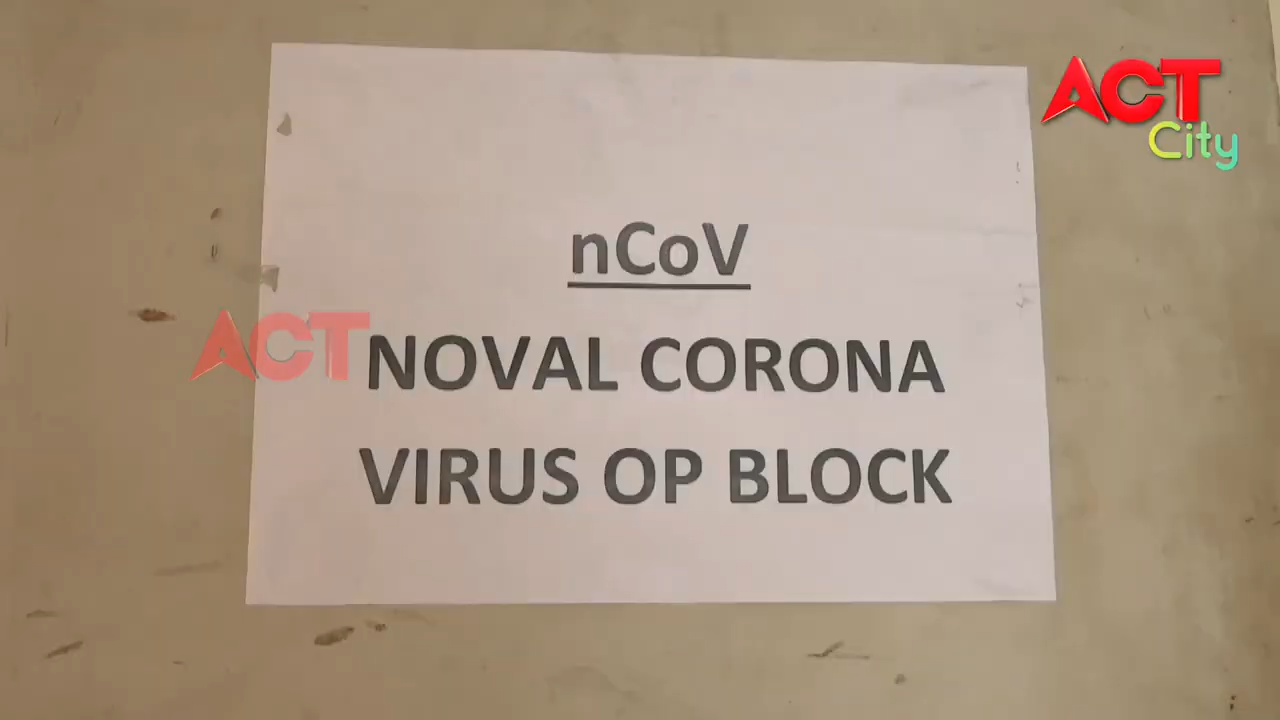 ACT
City
nCoV
ACT
NOVAL CORONA
VIRUS OP BLOCK